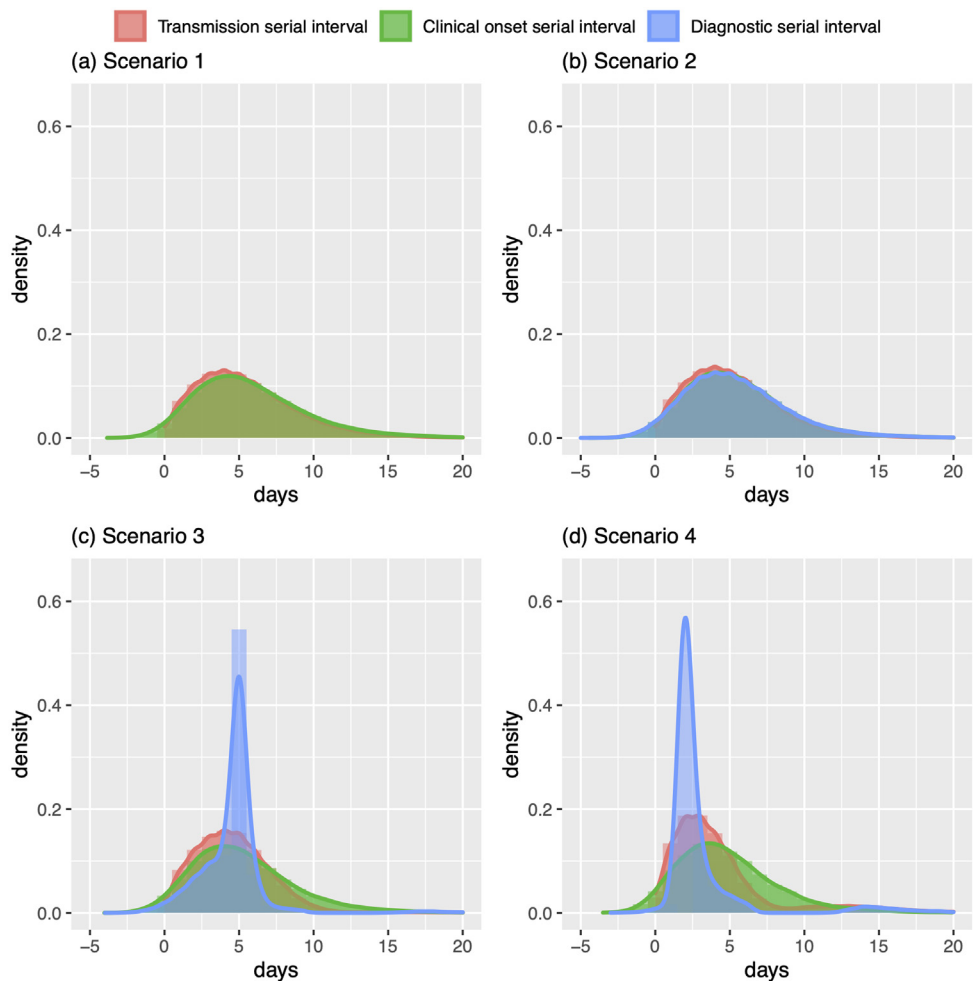 Transmission serial interval Clinical onset serial interval Diagnostic serial interval
(a) Scenario 1 (b) Scenario 2
0.6 0.6
0.4 0.4
density density
0.2 0.2
0.0 0.0
−5 0 5 10 15 20 −5 0 5 10 15 20
days days
(c) Scenario 3 (d) Scenario 4
0.6 0.6
0.4 0.4
density density
0.2 0.2
0.0 0.0
−5 0 5 10 15 20 −5 0 5 10 15 20
days days